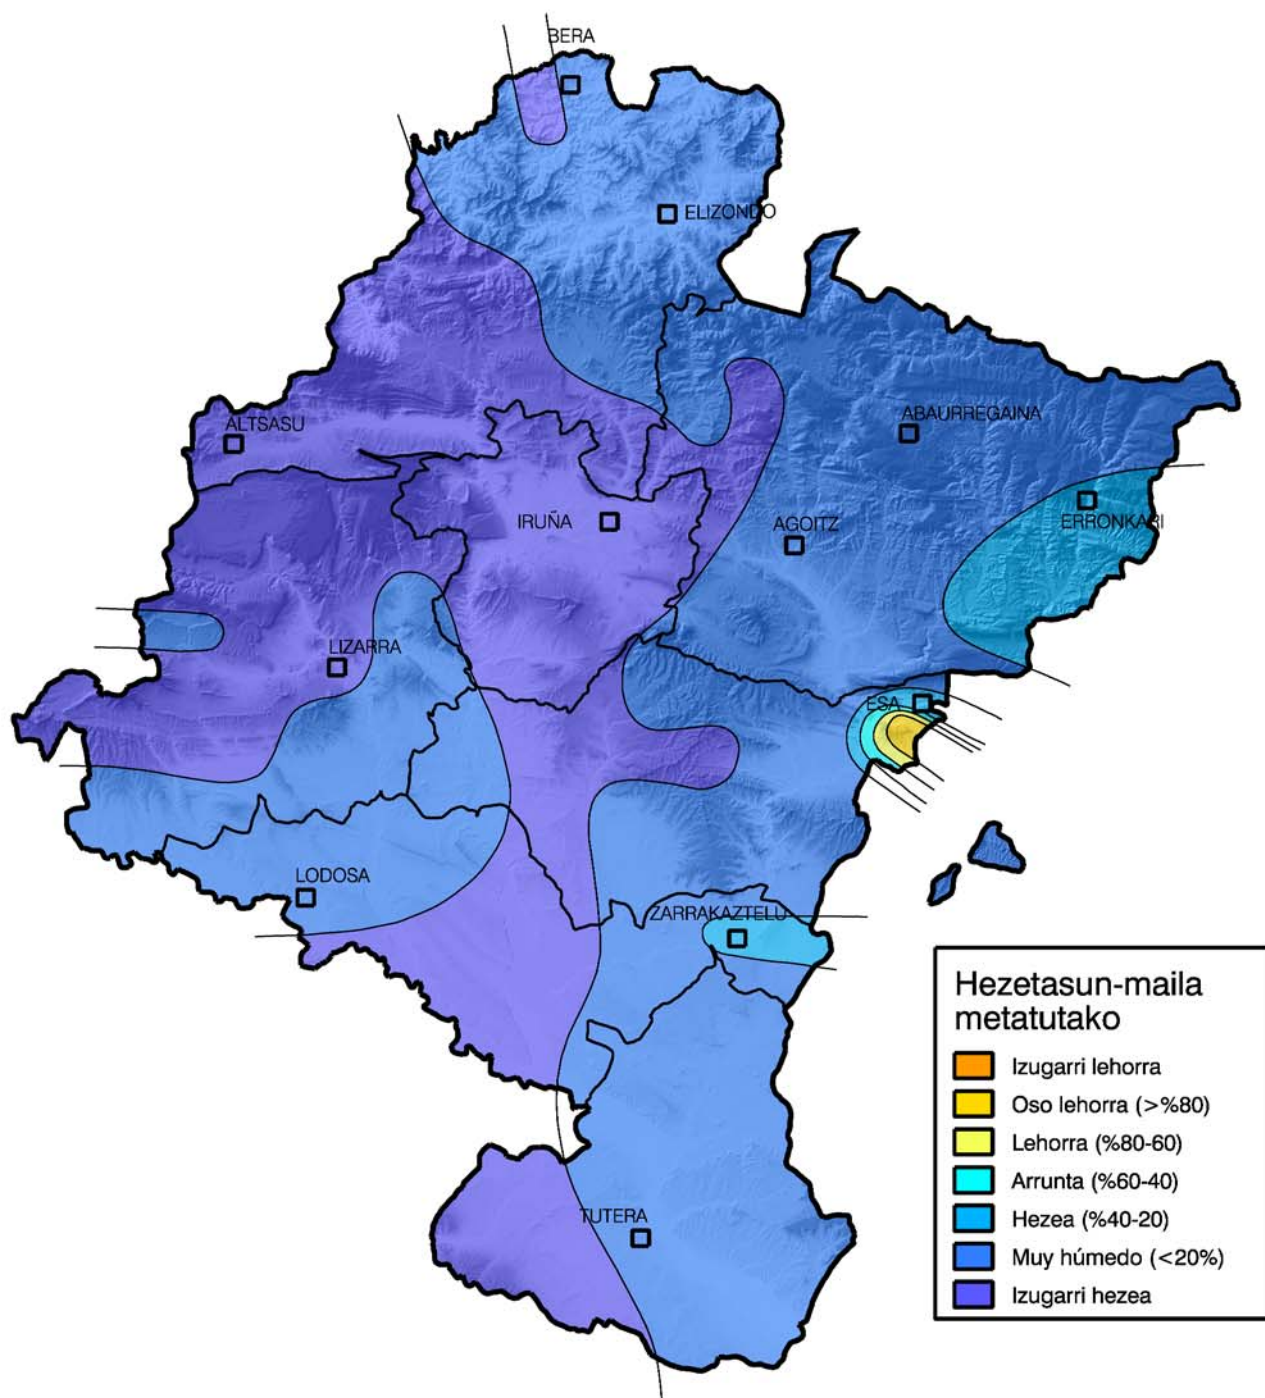 BERA
ELIZONDO
ALTSASU
ABAURREGAINA
IRUÑA
AGOITZ
ERRONKARI
LIZARRA
ESA
LODOSA
ZARRAKAZTELU
TUTERA
Hezetasun-maila
metatutako
Izugarri lehorra
Oso lehorra (>%80)
Lehorra (%80-60)
Arrunta (%60-40)
Hezea (%40-20)
Muy húmedo (<20%)
Izugarri hezea